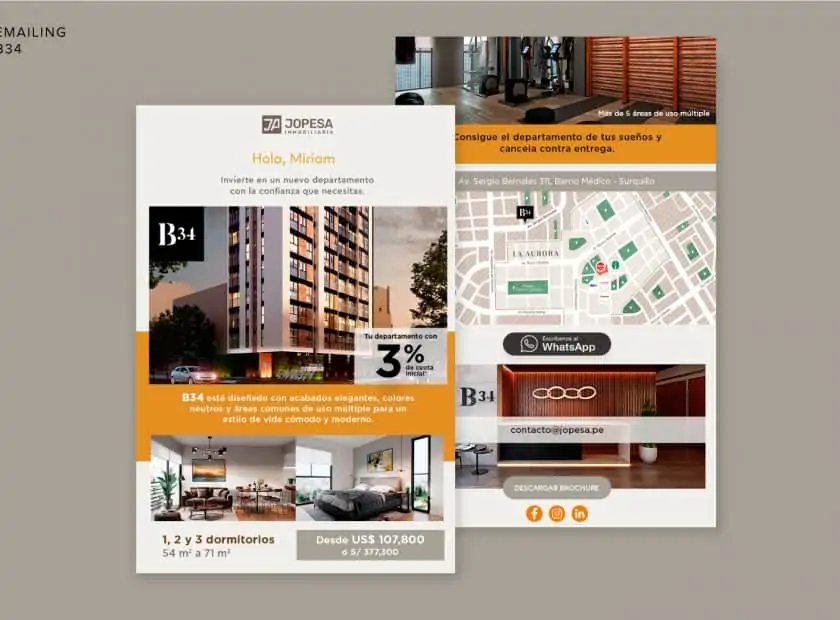 EMAILING
B34
JOPESA
INMOBILIARIA
Hola, Miriam
Invierte en un nuevo departamento
con la confianza que necesitas.
B34
Tu departamento con
3%
de cuota
inicial*
B34 está diseñado con acabados elegantes, colores
neutros y áreas comunes de uso múltiple para un
estilo de vida cómodo y moderno.
1, 2 y 3 dormitorios
54 m² a 71 m²
Desde US$ 107,800
ó S/ 377,300
Más de 5 áreas de uso múltiple
Consigue el departamento de tus sueños y
cancela contra entrega.
Av. Sergio Bernales 311, Barrio Médico - Surquillo
B34
LA AURORA
Escríbenos al
WhatsApp
B34
contacto@jopesa.pe
DESCARGAR BROCHURE